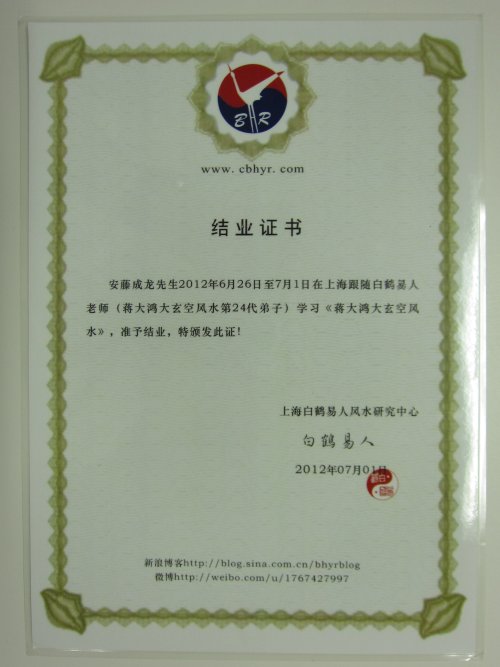 B R
www. cbhyr. com
结业证书
安藤成龙先生2012年6月26日至7月1日在上海跟随白鹤易人
老师（蒋大鸿大玄空风水第24代弟子）学习《蒋大鸿大玄空风
水》，准予结业，特颁发此证！
上海白鹤易人风水研究中心
白鹤易人
2012年07月01日
新浪博客http://blog.sina.com.cn/bhyrblog
微博http://weibo.com/u/1767427997